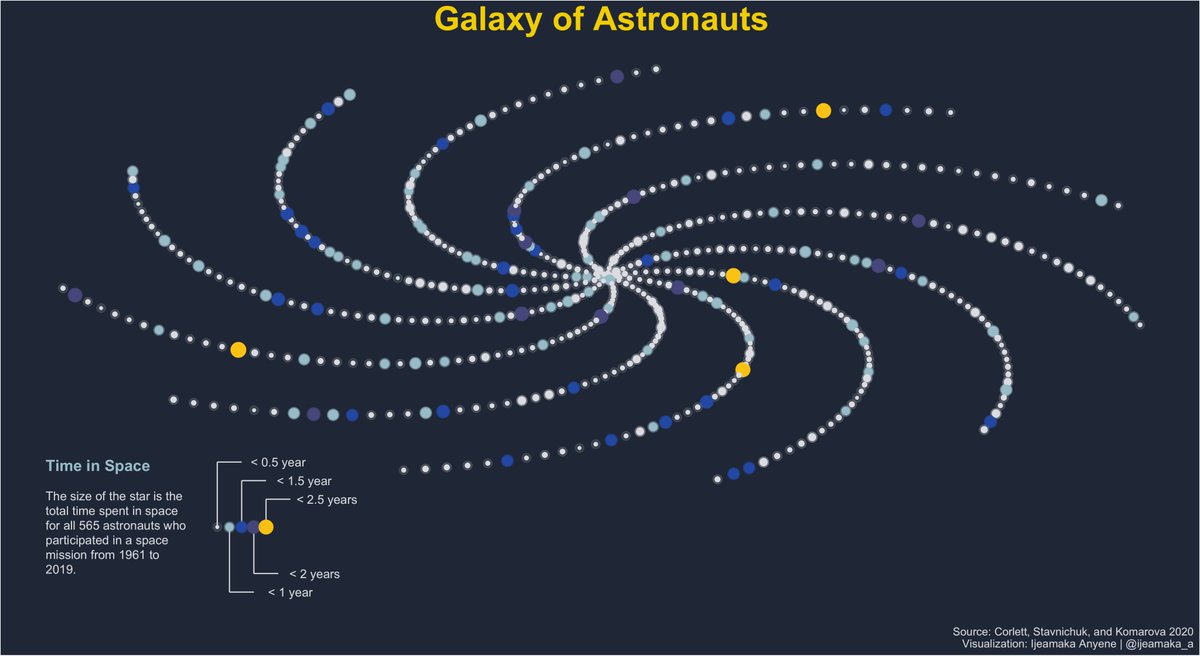 Galaxy of Astronauts
Time in Space
The size of the star is the
total time spent in space
for all 565 astronauts who
participated in a space
mission from 1961 to
2019.
< 0.5 year
< 1.5 year
< 2.5 years
< 2 years
< 1 year
Source: Corlett, Stavnichuk, and Komarova 2020
Visualization: Ijeamaka Anyene | @ijeamaka_a